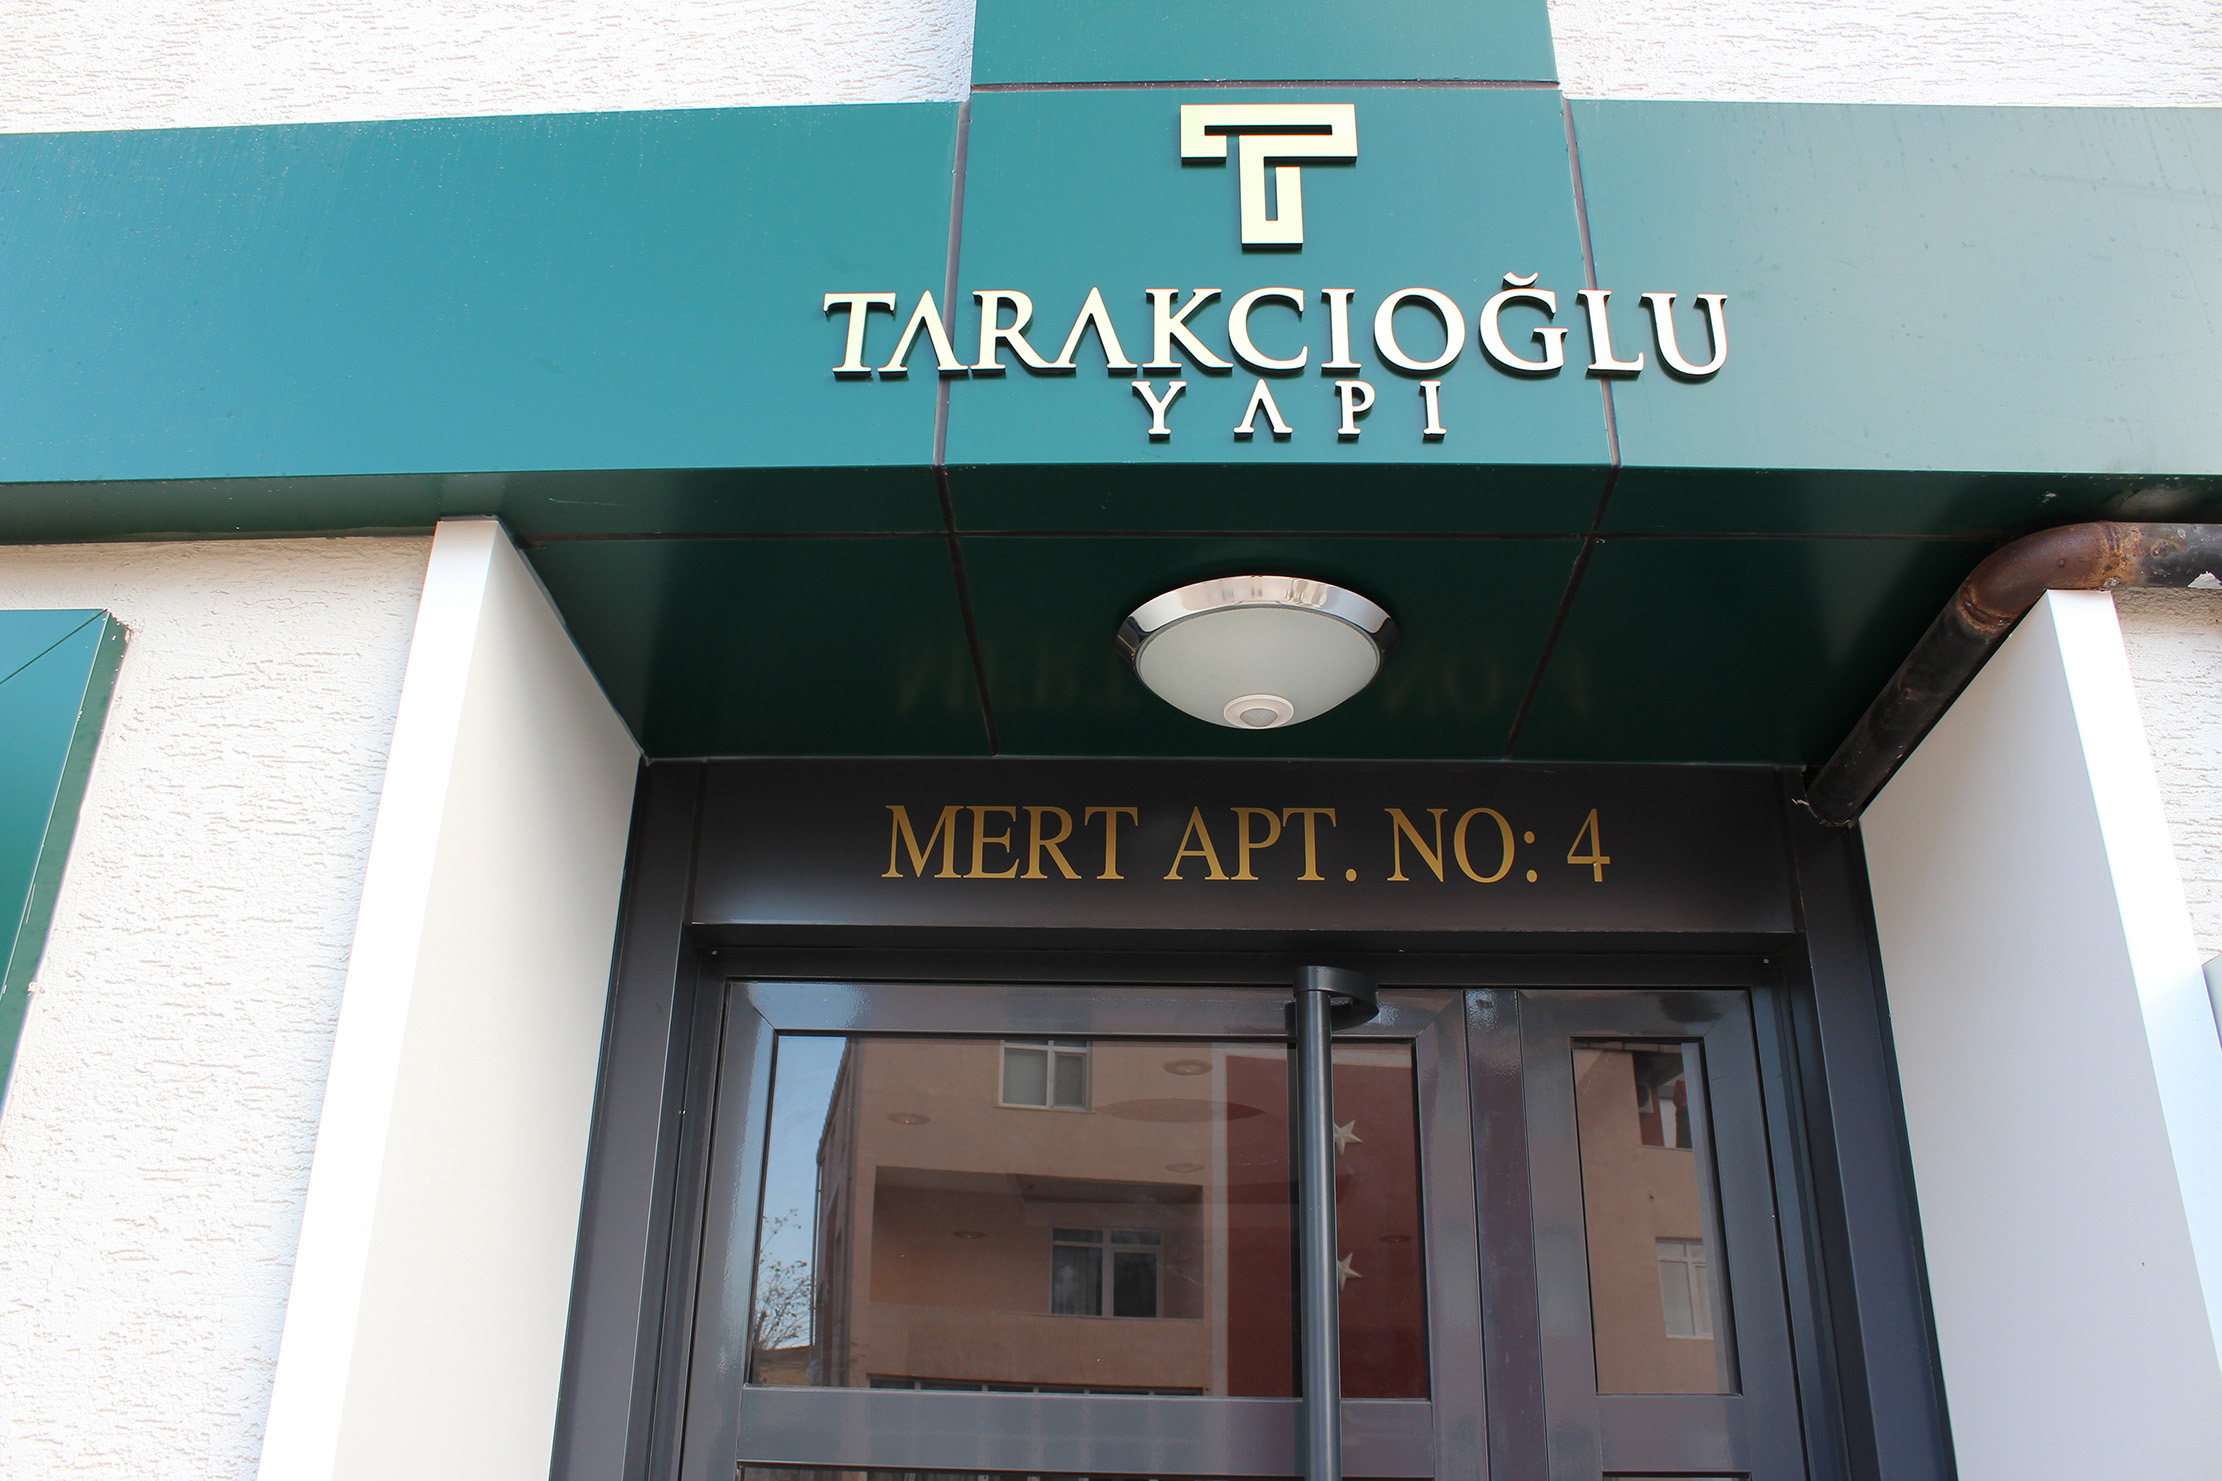 TARAKCIOĞLU
YAPI
MERT APT. NO: 4